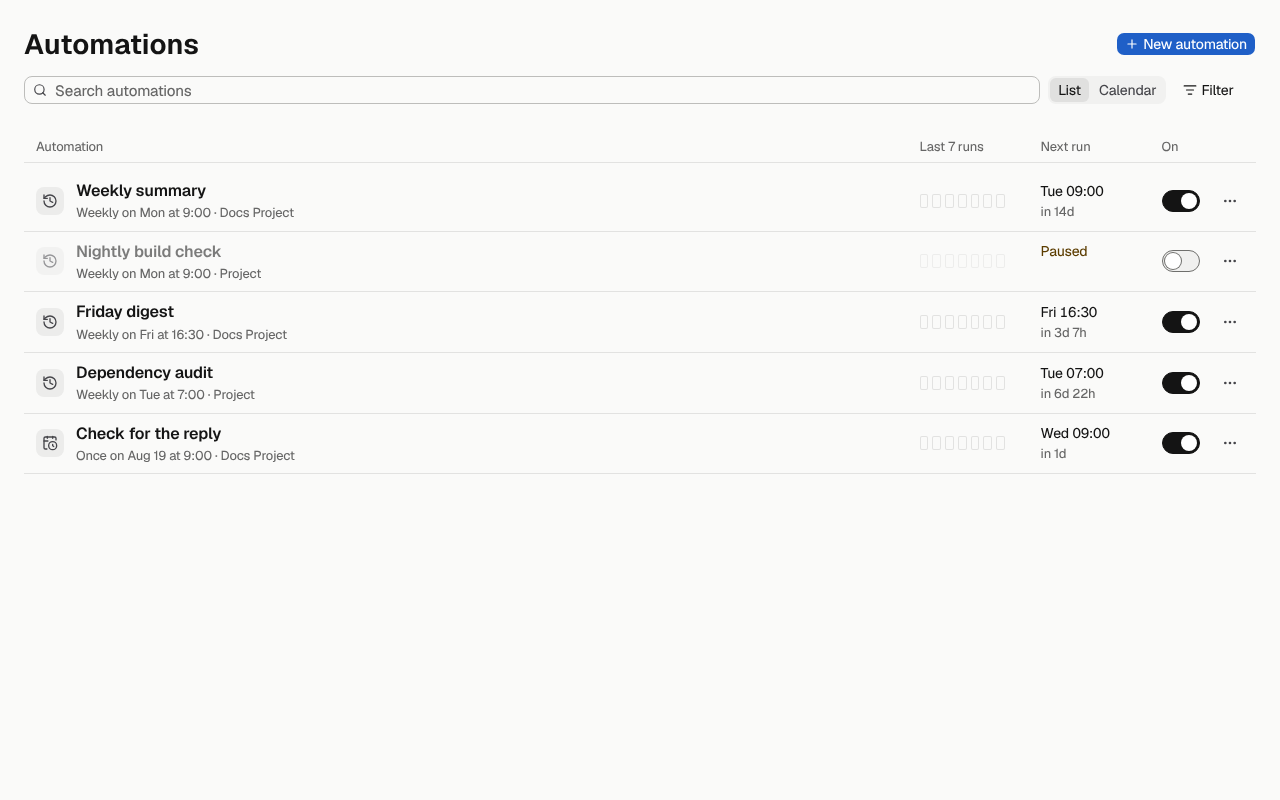 Automations
New automation
Search automations
List
Calendar
Filter
Automation
Last 7 runs
Next run
On
Weekly summary
Weekly on Mon at 9:00 · Docs Project
Tue 09:00
in 14d
Nightly build check
Weekly on Mon at 9:00 · Project
Paused
Friday digest
Weekly on Fri at 16:30 · Docs Project
Fri 16:30
in 3d 7h
Dependency audit
Weekly on Tue at 7:00 · Project
Tue 07:00
in 6d 22h
Check for the reply
Once on Aug 19 at 9:00 · Docs Project
Wed 09:00
in 1d